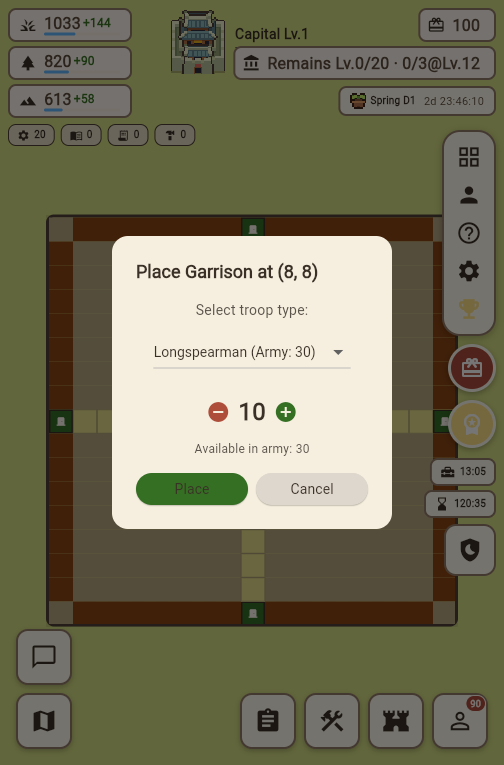 1033 +144
820 +90
613 +58
20
0
0
0
Capital Lv.1
100
Remains Lv.0/20 · 0/3@Lv.12
Spring D1 2d 23:46:10
Place Garrison at (8, 8)
Select troop type:
Longspearman (Army: 30)
10
Available in army: 30
Place
Cancel
13:05
120:35
90